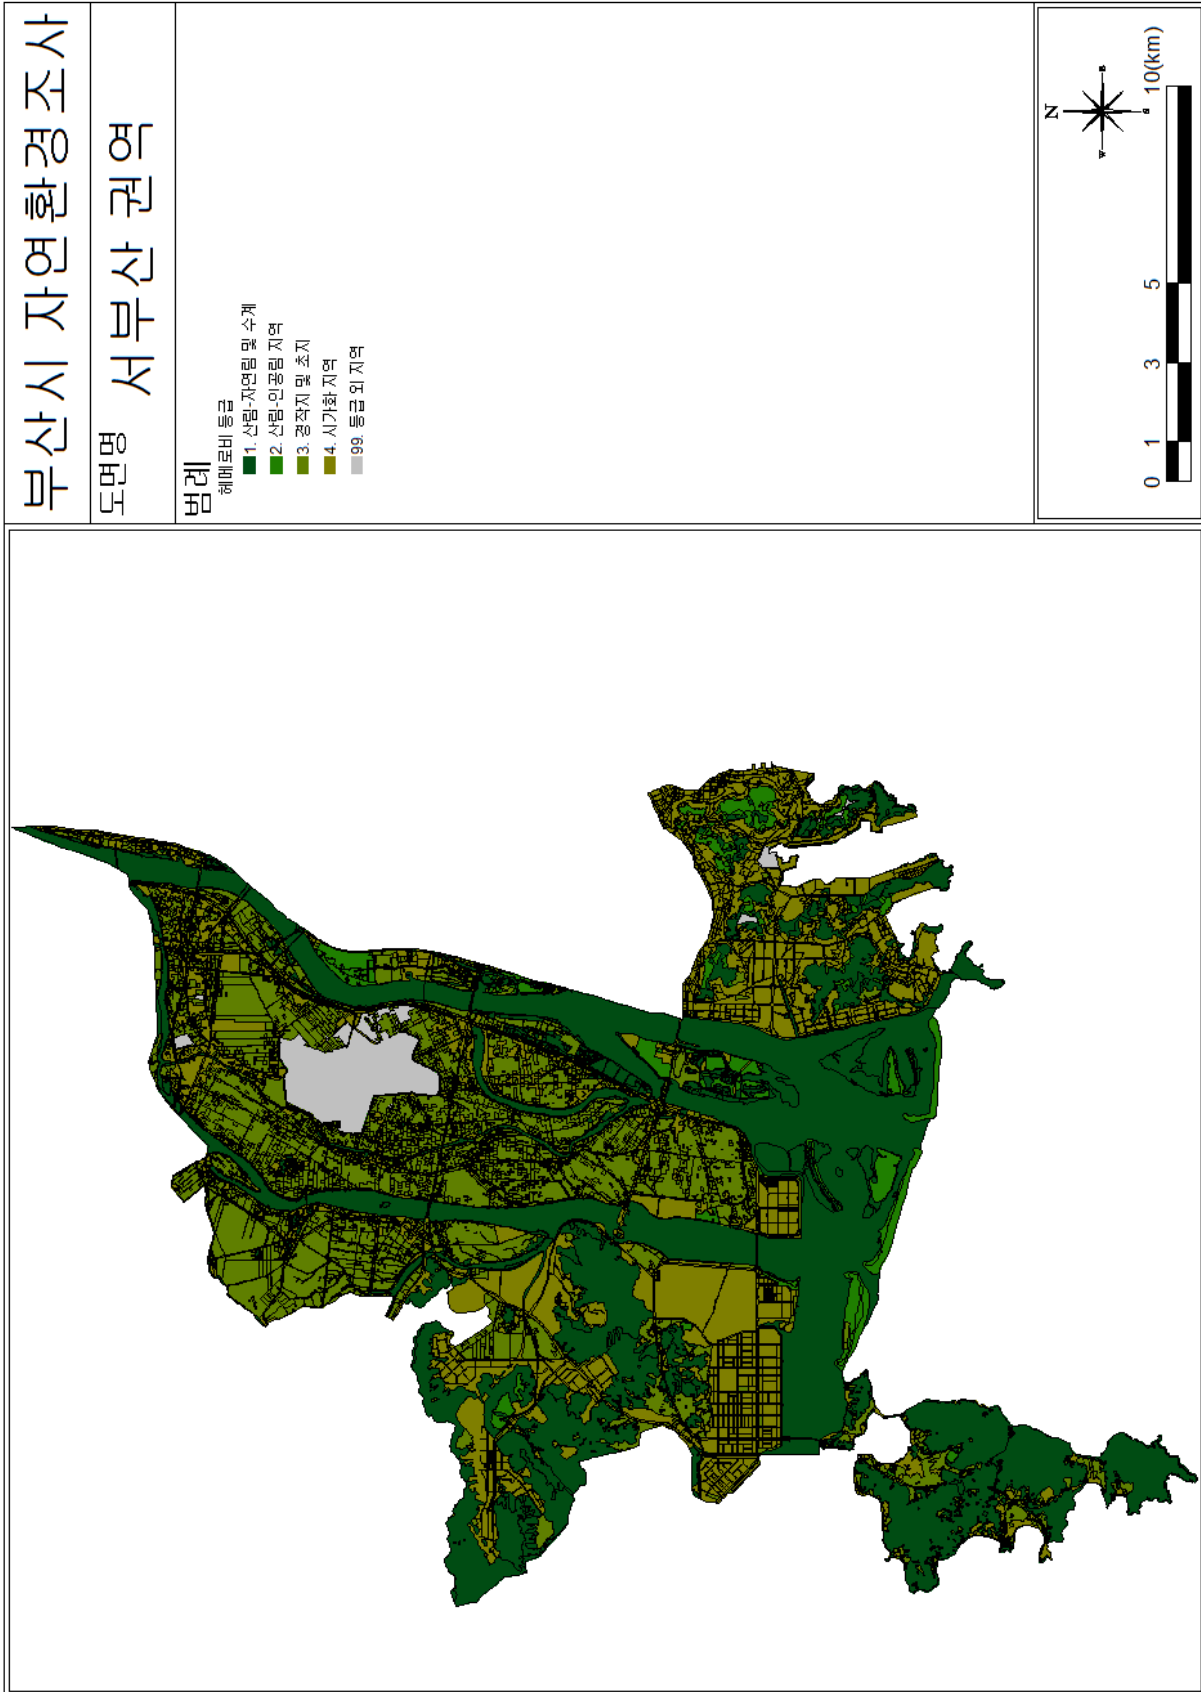 부산시 자연환경조사
도면명
서부산 권역
범례
헤메로비 등급
1. 산림-자연림 및 수계
2. 산림-인공림 지역
3. 경작지 및 초지
4. 시가화 지역
99. 등급 외 지역
N
W
E
S
0 1 3 5 10(km)